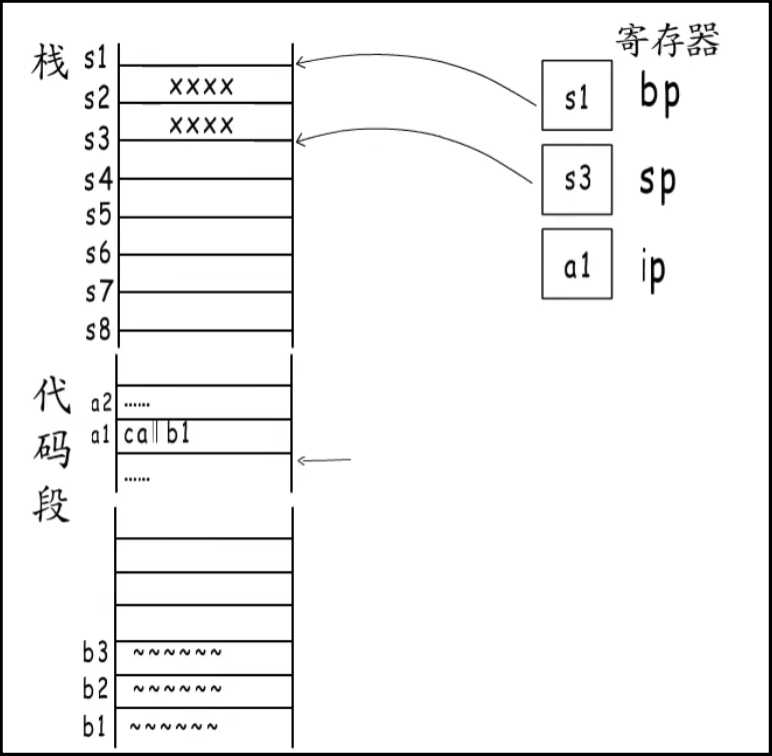 栈
s1
xxxx
s2
xxxx
s3
s4
s5
s6
s7
s8
寄存器
s1 bp
s3 sp
a1 ip
代码段
a2 ......
a1 call b1
......
b3 ~~~~~~
b2 ~~~~~~
b1 ~~~~~~